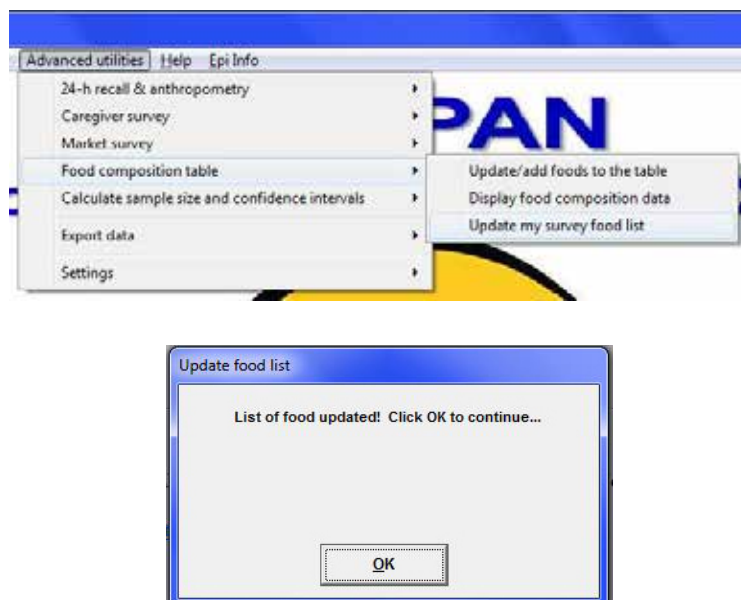 Advanced utilities Help Epi Info
24-h recall & anthropometry
Caregiver survey
Market survey
Food composition table
Calculate sample size and confidence intervals
Export data
Settings
PAN
Update/add foods to the table
Display food composition data
Update my survey food list
Update food list
List of food updated! Click OK to continue...
OK